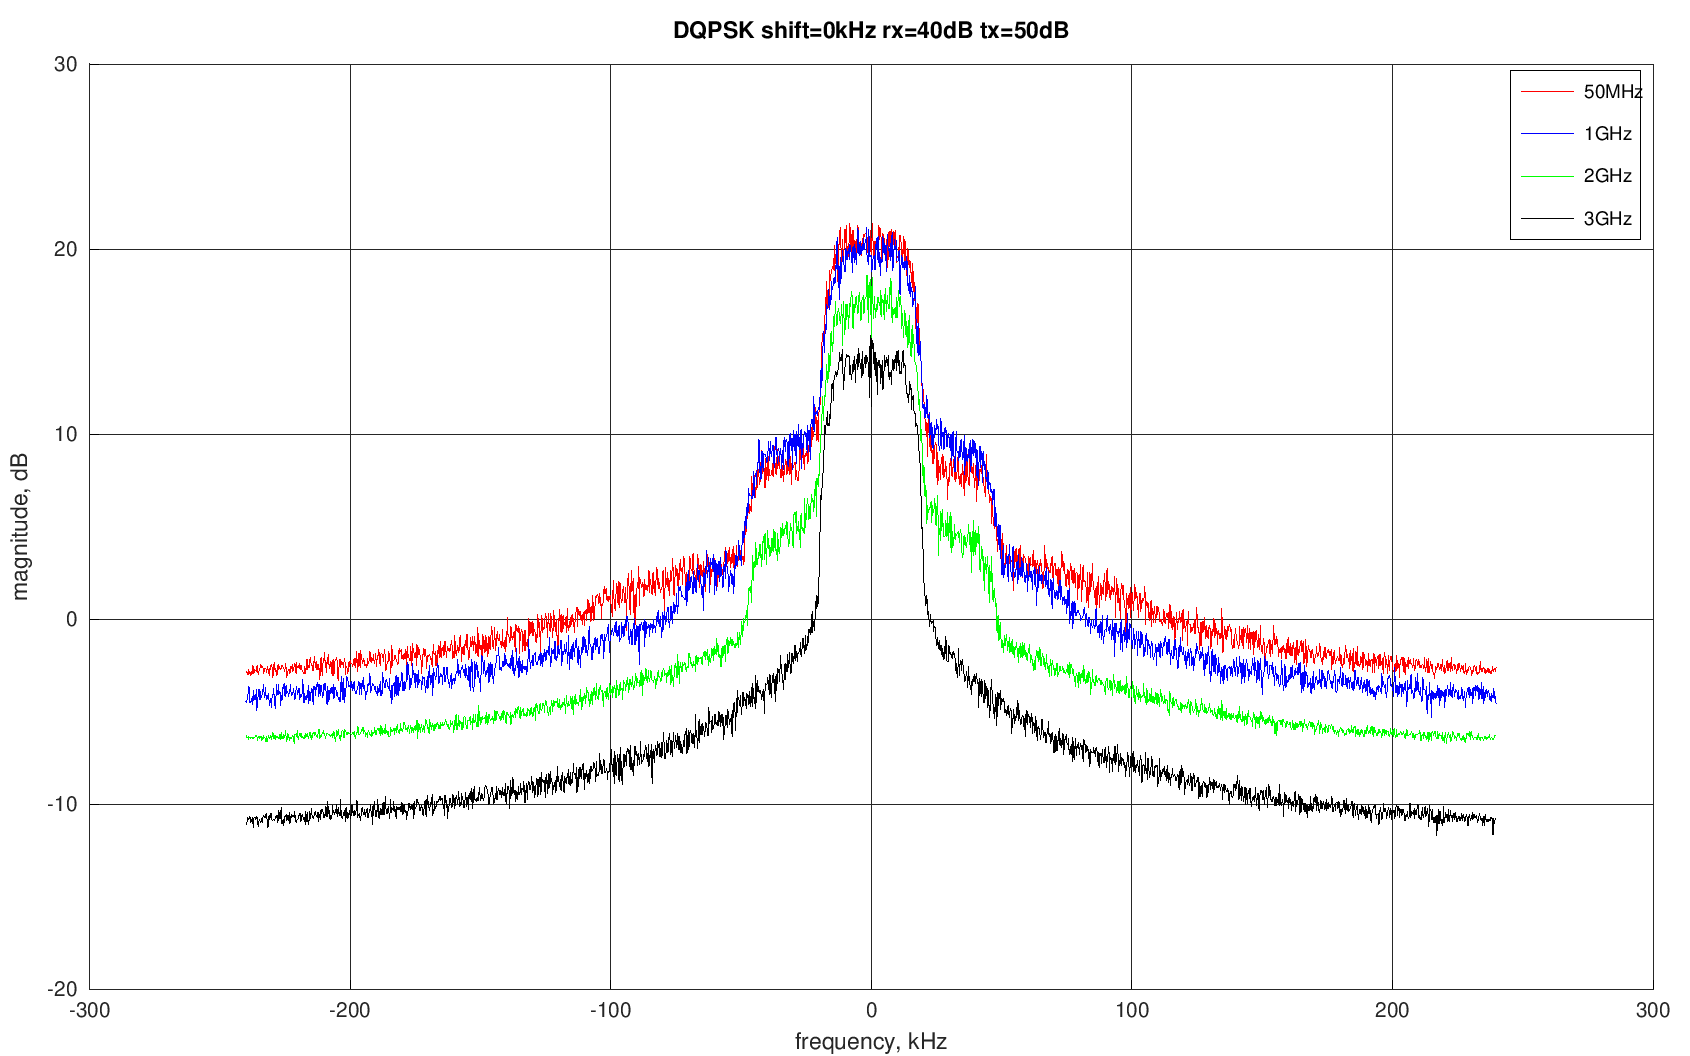 DQPSK shift=0kHz rx=40dB tx=50dB
30
20
10
0
-10
-20
magnitude, dB
50MHz
1GHz
2GHz
3GHz
-300
-200
-100
0
100
200
300
frequency, kHz